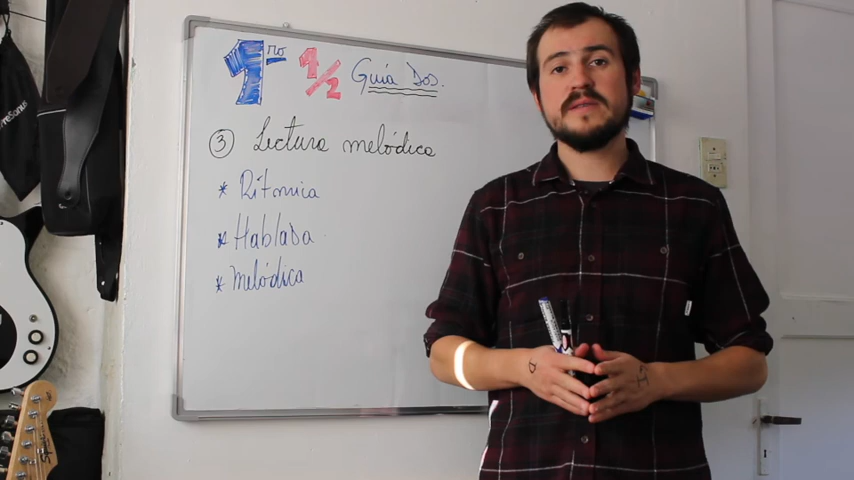 1ro 1/2 Guía Dos.
③ Lectura melódica
* Rítmica
* Hablada
* Melódica
D I